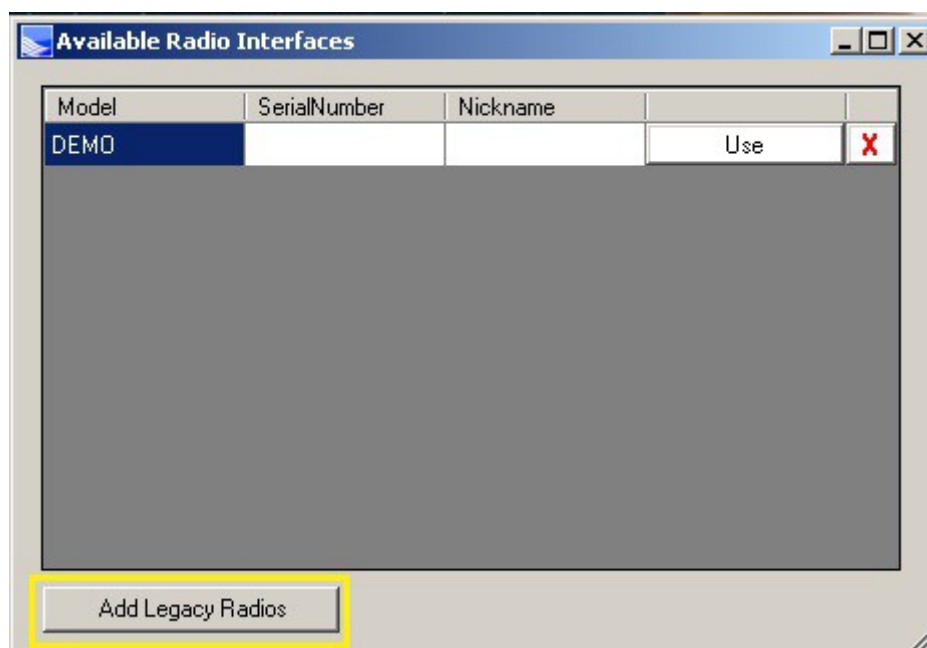 Available Radio Interfaces
Model SerialNumber Nickname
DEMO Use X
Add Legacy Radios